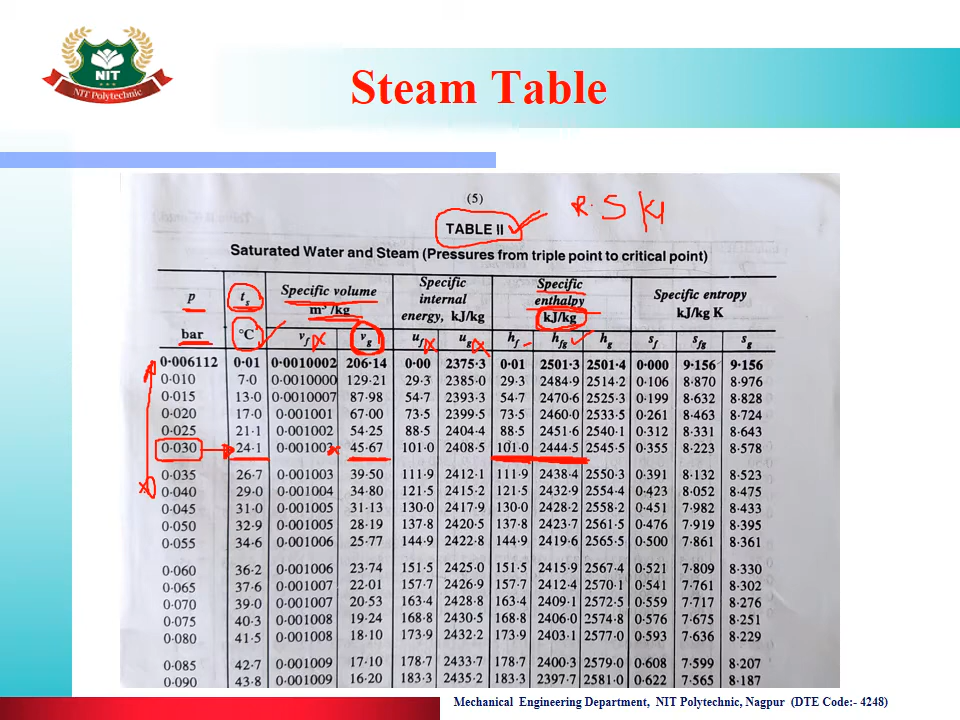 NIT
NIT Polytechnic
Steam Table
(5)
R. S KH
TABLE II
Saturated Water and Steam (Pressures from triple point to critical point)
p ts Specific volume m³/kg Specific internal energy, kJ/kg Specific enthalpy kJ/kg Specific entropy kJ/kg K
bar °C vf vg uf ug hf hfg hg sf sfg sg
0·006112 0·01 0·0010002 206·14 0·00 2375·3 0·01 2501·3 2501·4 0·000 9·156 9·156
0·010 7·0 0·0010000 129·21 29·3 2385·0 29·3 2484·9 2514·2 0·106 8·870 8·976
0·015 13·0 0·0010007 87·98 54·7 2393·3 54·7 2470·6 2525·3 0·199 8·632 8·828
0·020 17·0 0·001001 67·00 73·5 2399·5 73·5 2460·0 2533·5 0·261 8·463 8·724
0·025 21·1 0·001002 54·25 88·5 2404·4 88·5 2451·6 2540·1 0·312 8·331 8·643
0·030 24·1 0·001003 45·67 101·0 2408·5 101·0 2444·5 2545·5 0·355 8·223 8·578
0·035 26·7 0·001003 39·50 111·9 2412·1 111·9 2438·4 2550·3 0·391 8·132 8·523
0·040 29·0 0·001004 34·80 121·5 2415·2 121·5 2432·9 2554·4 0·423 8·052 8·475
0·045 31·0 0·001005 31·13 130·0 2417·9 130·0 2428·2 2558·2 0·451 7·982 8·433
0·050 32·9 0·001005 28·19 137·8 2420·5 137·8 2423·7 2561·5 0·476 7·919 8·395
0·055 34·6 0·001006 25·77 144·9 2422·8 144·9 2419·6 2565·5 0·500 7·861 8·361
0·060 36·2 0·001006 23·74 151·5 2425·0 151·5 2415·9 2567·4 0·521 7·809 8·330
0·065 37·6 0·001007 22·01 157·7 2426·9 157·7 2412·4 2570·1 0·541 7·761 8·302
0·070 39·0 0·001007 20·53 163·4 2428·8 163·4 2409·1 2572·5 0·559 7·717 8·276
0·075 40·3 0·001008 19·24 168·8 2430·5 168·8 2406·0 2574·8 0·576 7·675 8·251
0·080 41·5 0·001008 18·10 173·9 2432·2 173·9 2403·1 2577·0 0·593 7·636 8·229
0·085 42·7 0·001009 17·10 178·7 2433·7 178·7 2400·3 2579·0 0·608 7·599 8·207
0·090 43·8 0·001009 16·20 183·3 2435·2 183·3 2397·7 2581·0 0·622 7·565 8·187
Mechanical Engineering Department, NIT Polytechnic, Nagpur (DTE Code:- 4248)